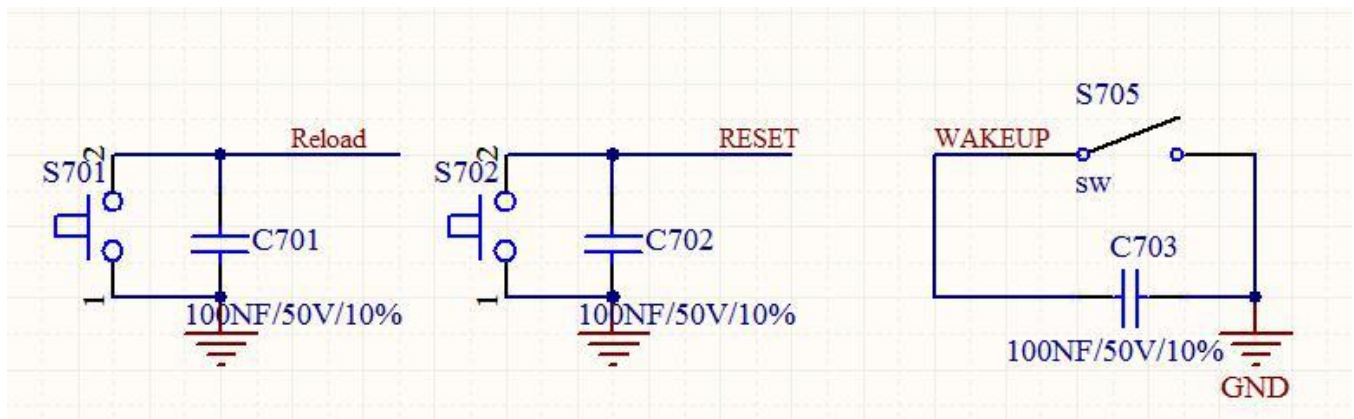 S705
Reload
RESET
WAKEUP
2
S701
2
S702
sw
C701
C702
C703
1
100NF/50V/10%
1
100NF/50V/10%
100NF/50V/10%
GND